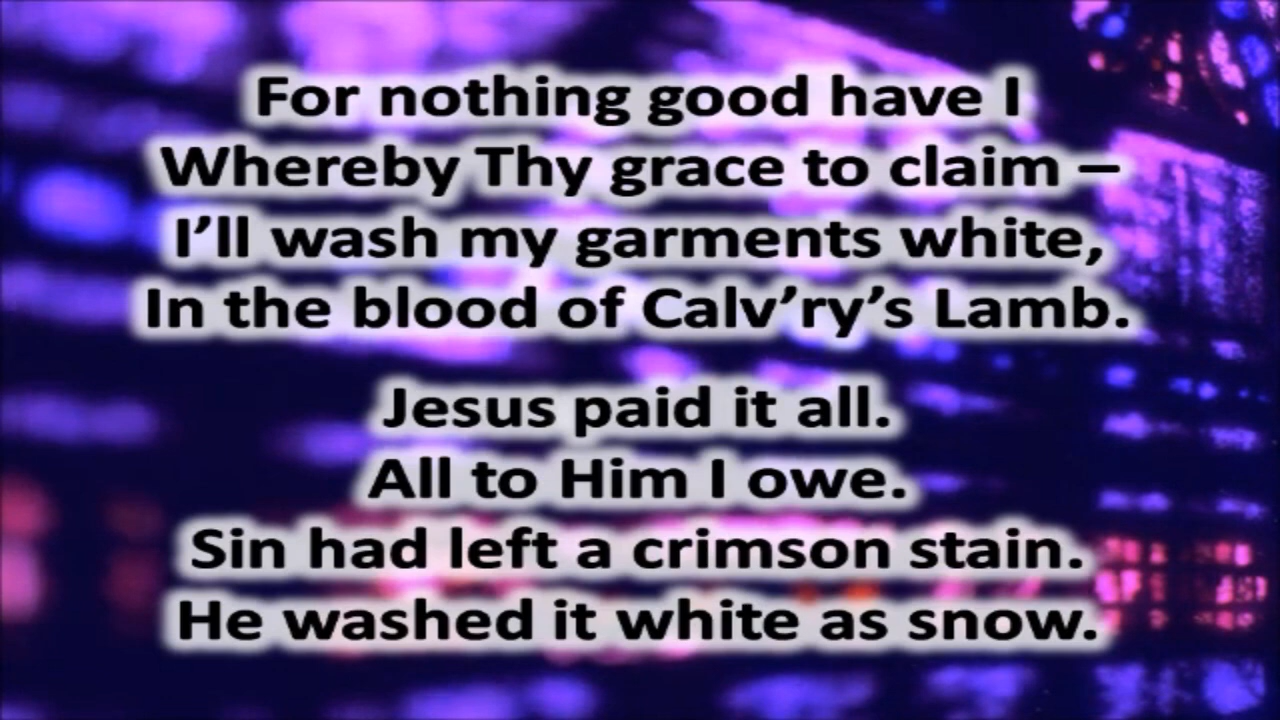 For nothing good have I
Whereby Thy grace to claim –
I’ll wash my garments white,
In the blood of Calv’ry’s Lamb.
Jesus paid it all.
All to Him I owe.
Sin had left a crimson stain.
He washed it white as snow.